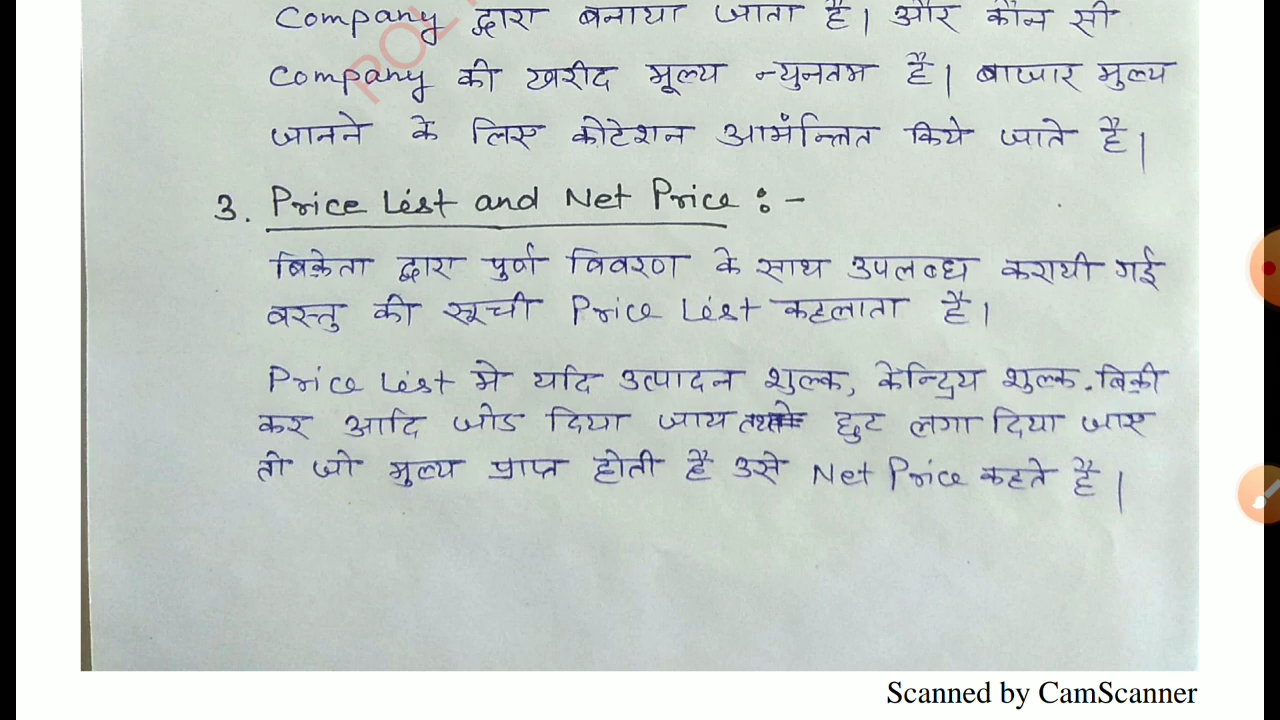 Company द्वारा बनाया जाता है। और कौन सी
Company की खरीद मूल्य न्युनतम है। बाजार मुल्य
जानने के लिए कोटेशन आमंन्त्रित किये जाते है।
3. Price List and Net Price :-
बिक्रेता द्वारा पुर्ण विवरण के साथ उपलब्ध करायी गई
वस्तु की सूची Price List कहलाता है।
Price List मे यदि उत्पादन शुल्क, केन्द्रिय शुल्क, बिक्री
कर आदि जोड दिया जाय छुट लगा दिया जाए
तो जो मुल्य प्राप्त होती है उसे Net Price कहते है।
Scanned by CamScanner